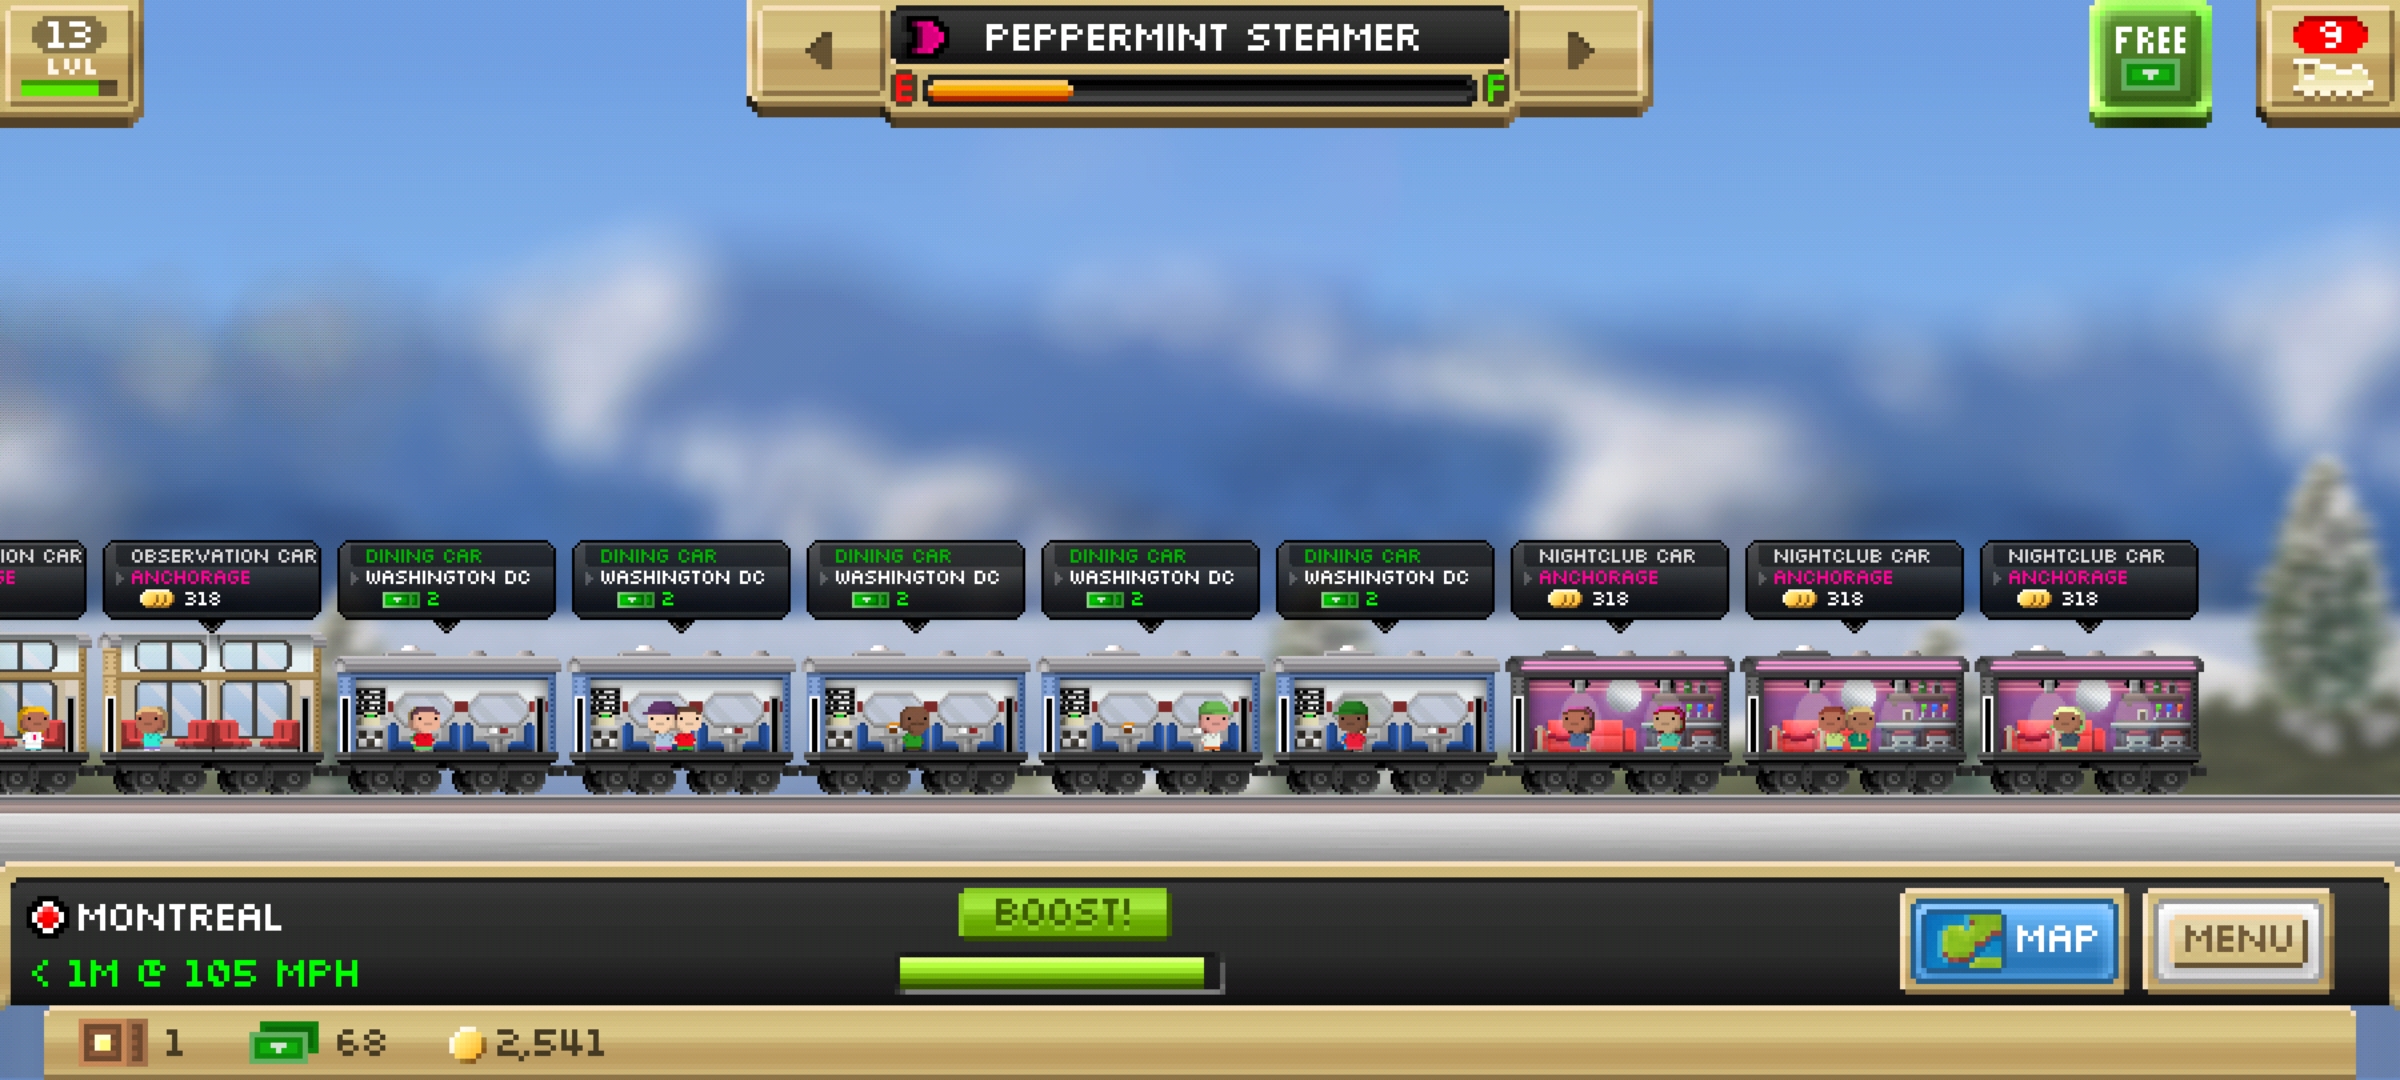 13
LVL
PEPPERMINT STEAMER
E F
FREE
9
ION CAR
GE
OBSERVATION CAR
ANCHORAGE
318
DINING CAR
WASHINGTON DC
2
DINING CAR
WASHINGTON DC
2
DINING CAR
WASHINGTON DC
2
DINING CAR
WASHINGTON DC
2
DINING CAR
WASHINGTON DC
2
NIGHTCLUB CAR
ANCHORAGE
318
NIGHTCLUB CAR
ANCHORAGE
318
NIGHTCLUB CAR
ANCHORAGE
318
MONTREAL
< 1M @ 105 MPH
BOOST!
MAP
MENU
1
68
2,541